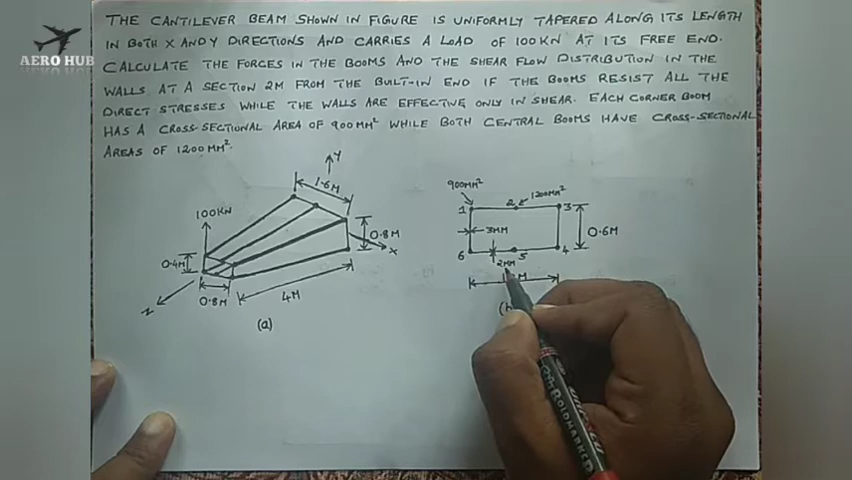 THE CANTILEVER BEAM SHOWN IN FIGURE IS UNIFORMLY TAPERED ALONG ITS LENGTH
IN BOTH X AND Y DIRECTIONS AND CARRIES A LOAD OF 100KN AT ITS FREE END.
CALCULATE THE FORCES IN THE BOOMS AND THE SHEAR FLOW DISTRIBUTION IN THE
WALLS AT A SECTION 2M FROM THE BUILT-IN END IF THE BOOMS RESIST ALL THE
DIRECT STRESSES WHILE THE WALLS ARE EFFECTIVE ONLY IN SHEAR. EACH CORNER BOOM
HAS A CROSS-SECTIONAL AREA OF 900MM² WHILE BOTH CENTRAL BOOMS HAVE CROSS-SECTIONAL
AREAS OF 1200MM².
AERO HUB
Y
1.6M
100KN
0.8M
X
0.4M
Z
0.8M
4M
(a)
900MM²
1200MM²
1
2
3
3MM
0.6M
6
5
4
2MM
M
(b